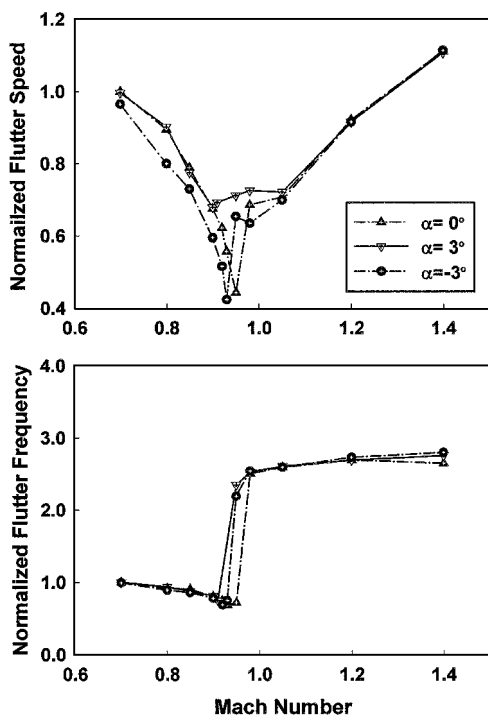 Normailzed Flutter Speed
1.2
1.0
0.8
0.6
0.4
α= 0°
α= 3°
α=-3°
0.6 0.8 1.0 1.2 1.4
Normalized Flutter Frequency
4.0
3.0
2.0
1.0
0.0
0.6 0.8 1.0 1.2 1.4
Mach Number